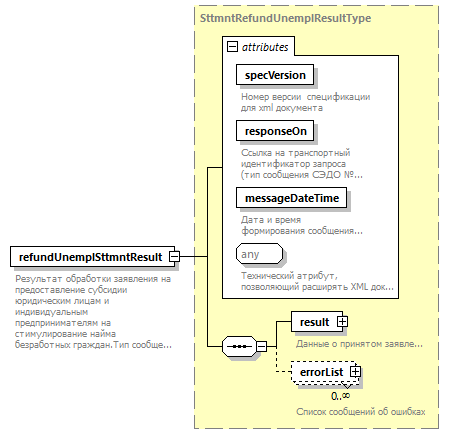 SttmntRefundUnemplResultType
attributes
specVersion
Номер версии спецификации
для xml документа
responseOn
Ссылка на транспортный
идентификатор запроса
(тип сообщения СЭДО №...
messageDateTime
Дата и время
формирования сообщения...
any
Технический атрибут,
позволяющий расширять XML док...
refundUnemplSttmntResult
Результат обработки заявления на
предоставление субсидии
юридическим лицам и
индивидуальным
предпринимателям на
стимулирование найма
безработных граждан.Тип сообще...
result
Данные о принятом заявле...
errorList
0..∞
Список сообщений об ошибках